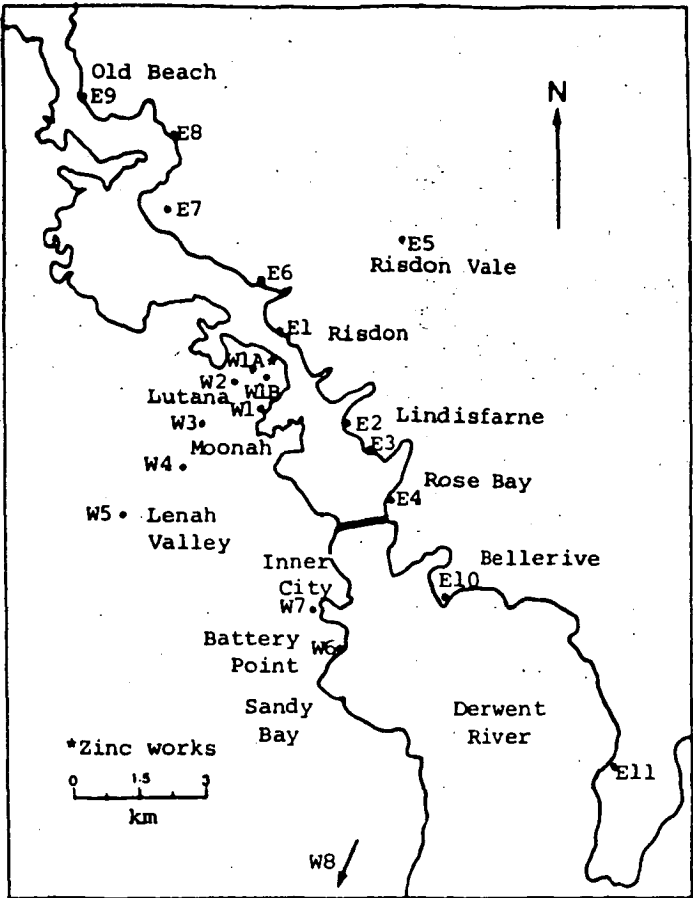 Old Beach
E9
E8
N
E7
E5
Risdon Vale
E6
E1 Risdon
W1A*
W2
W1B
Lutana
W1
E2 Lindisfarne
W3
E3
Moonah
W4
Rose Bay
E4
W5 Lenah
Valley
Inner
City
Bellerive
E10
W7
Battery
Point
W6
Sandy
Bay
Derwent
River
*Zinc works
0 1.5 3
km
E11
W8